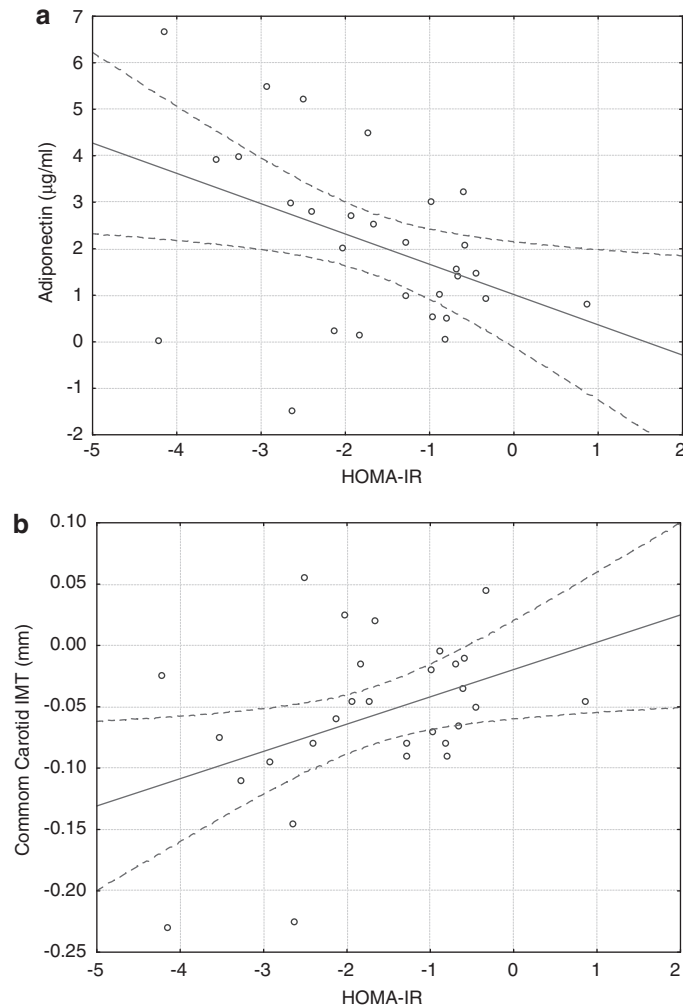 a
7
6
5
4
3
2
1
0
-1
-2
Adiponectin (µg/ml)
-5 -4 -3 -2 -1 0 1 2
HOMA-IR
b
0.10
0.05
0.00
-0.05
-0.10
-0.15
-0.20
-0.25
Commom Carotid IMT (mm)
-5 -4 -3 -2 -1 0 1 2
HOMA-IR